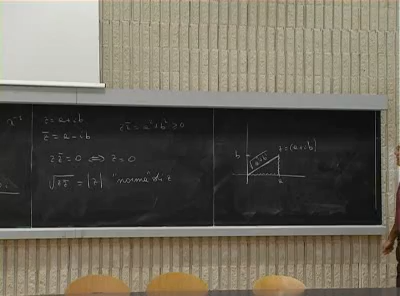 z = a + ib
z̄ = a - ib
z z̄ = a² + b² ≥ 0
z z̄ = 0 ⟺ z = 0
√z z̄ = |z| "norma" di z
b
z = (a + ib)
a